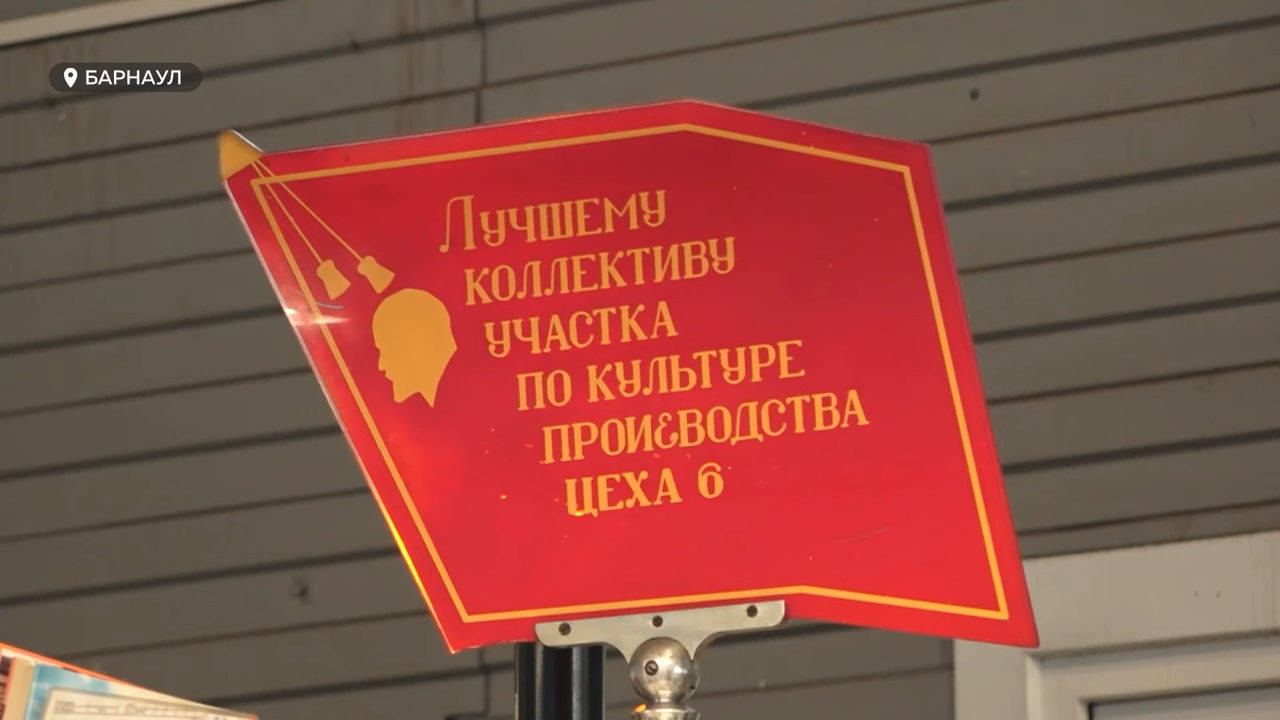 БАРНАУЛ
Лучшему
коллективу
участка
по культуре
производства
цеха 6